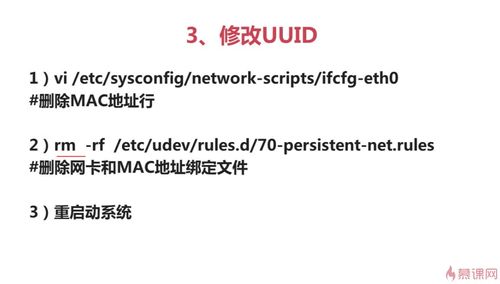 3、修改UUID
1）vi /etc/sysconfig/network-scripts/ifcfg-eth0
#删除MAC地址行
2）rm -rf /etc/udev/rules.d/70-persistent-net.rules
#删除网卡和MAC地址绑定文件
3）重启动系统
慕课网